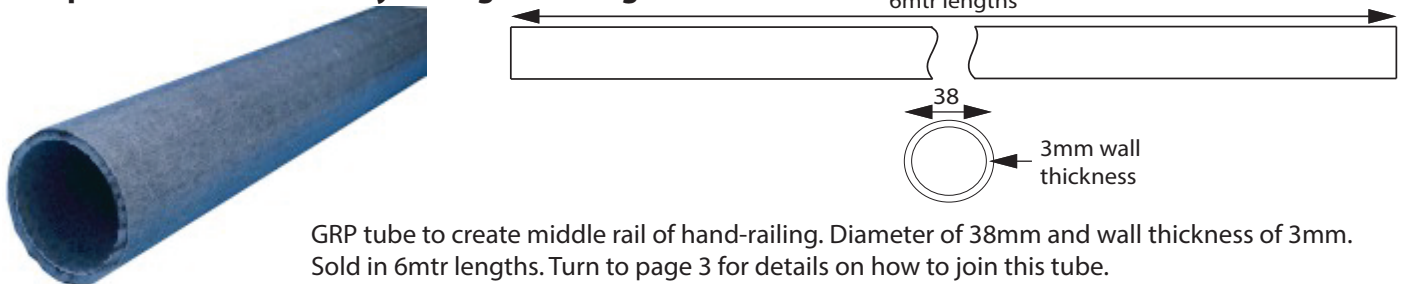 6mtr lengths
38
3mm wall
thickness
GRP tube to create middle rail of hand-railing. Diameter of 38mm and wall thickness of 3mm.
Sold in 6mtr lengths. Turn to page 3 for details on how to join this tube.